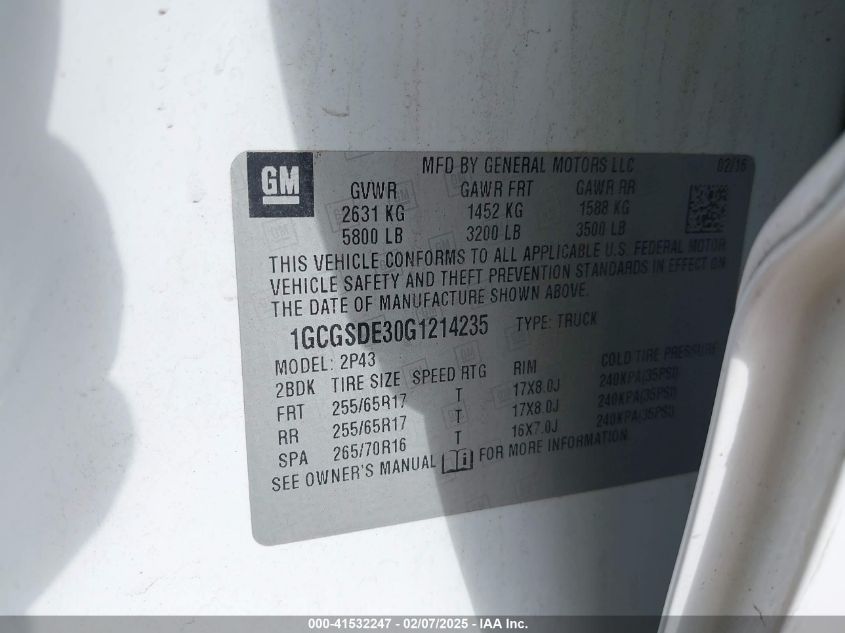 GM
MFD BY GENERAL MOTORS LLC 02/16
GVWR GAWR FRT GAWR RR
2631 KG 1452 KG 1588 KG
5800 LB 3200 LB 3500 LB
THIS VEHICLE CONFORMS TO ALL APPLICABLE U.S. FEDERAL MOTOR
VEHICLE SAFETY AND THEFT PREVENTION STANDARDS IN EFFECT ON
THE DATE OF MANUFACTURE SHOWN ABOVE.
1GCGSDE30G1214235 TYPE: TRUCK
MODEL: 2P43
2BDK TIRE SIZE SPEED RTG RIM COLD TIRE PRESSURE
FRT 255/65R17 T 17X8.0J 240KPA(35PSI)
RR 255/65R17 T 17X8.0J 240KPA(35PSI)
SPA 265/70R16 T 16X7.0J 240KPA(35PSI)
SEE OWNER'S MANUAL FOR MORE INFORMATION
000-41532247 - 02/07/2025 - IAA Inc.